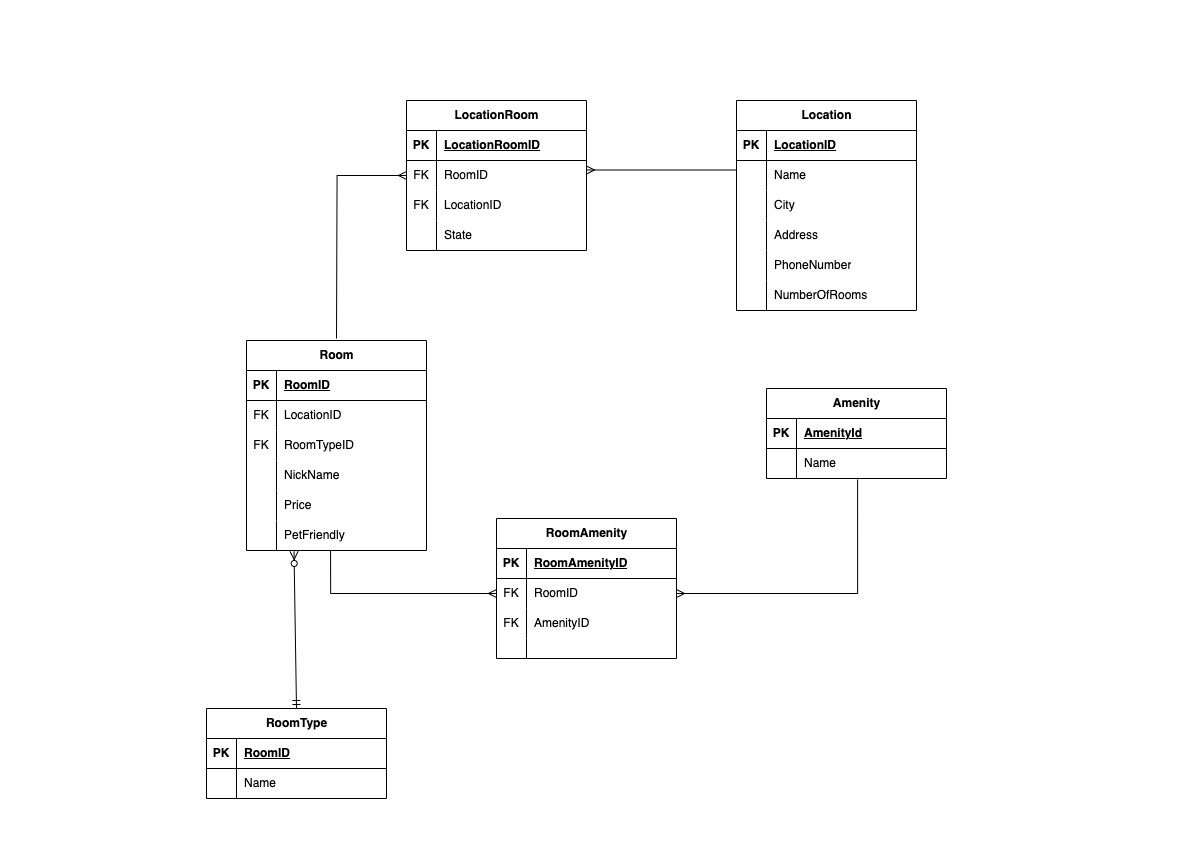 LocationRoom
PK LocationRoomID
FK RoomID
FK LocationID
State
Location
PK LocationID
Name
City
Address
PhoneNumber
NumberOfRooms
Room
PK RoomID
FK LocationID
FK RoomTypeID
NickName
Price
PetFriendly
Amenity
PK AmenityId
Name
RoomAmenity
PK RoomAmenityID
FK RoomID
FK AmenityID
RoomType
PK RoomID
Name